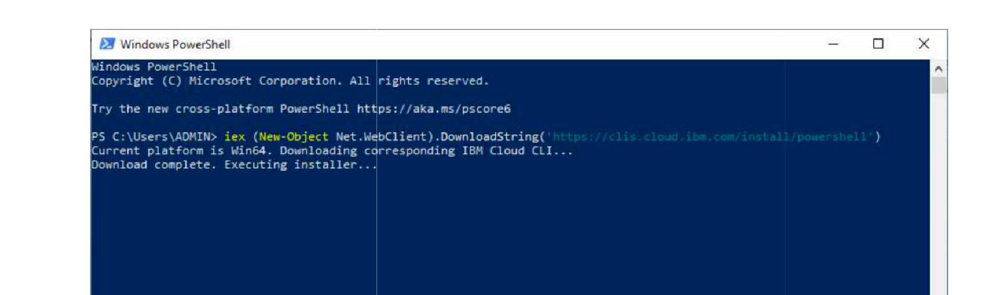 Windows PowerShell
Windows PowerShell
Copyright (C) Microsoft Corporation. All rights reserved.
Try the new cross-platform PowerShell https://aka.ms/pscore6
PS C:\Users\ADMIN> iex (New-Object Net.WebClient).DownloadString('https://clis.cloud.ibm.com/install/powershell')
Current platform is Win64. Downloading corresponding IBM Cloud CLI...
Download complete. Executing installer...